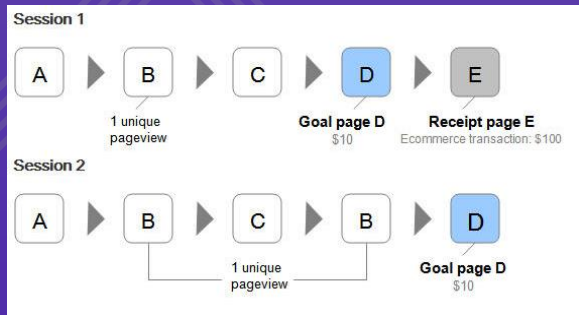 Session 1
A B C D E
1 unique
pageview
Goal page D
$10
Receipt page E
Ecommerce transaction: $100
Session 2
A B C B D
1 unique
pageview
Goal page D
$10